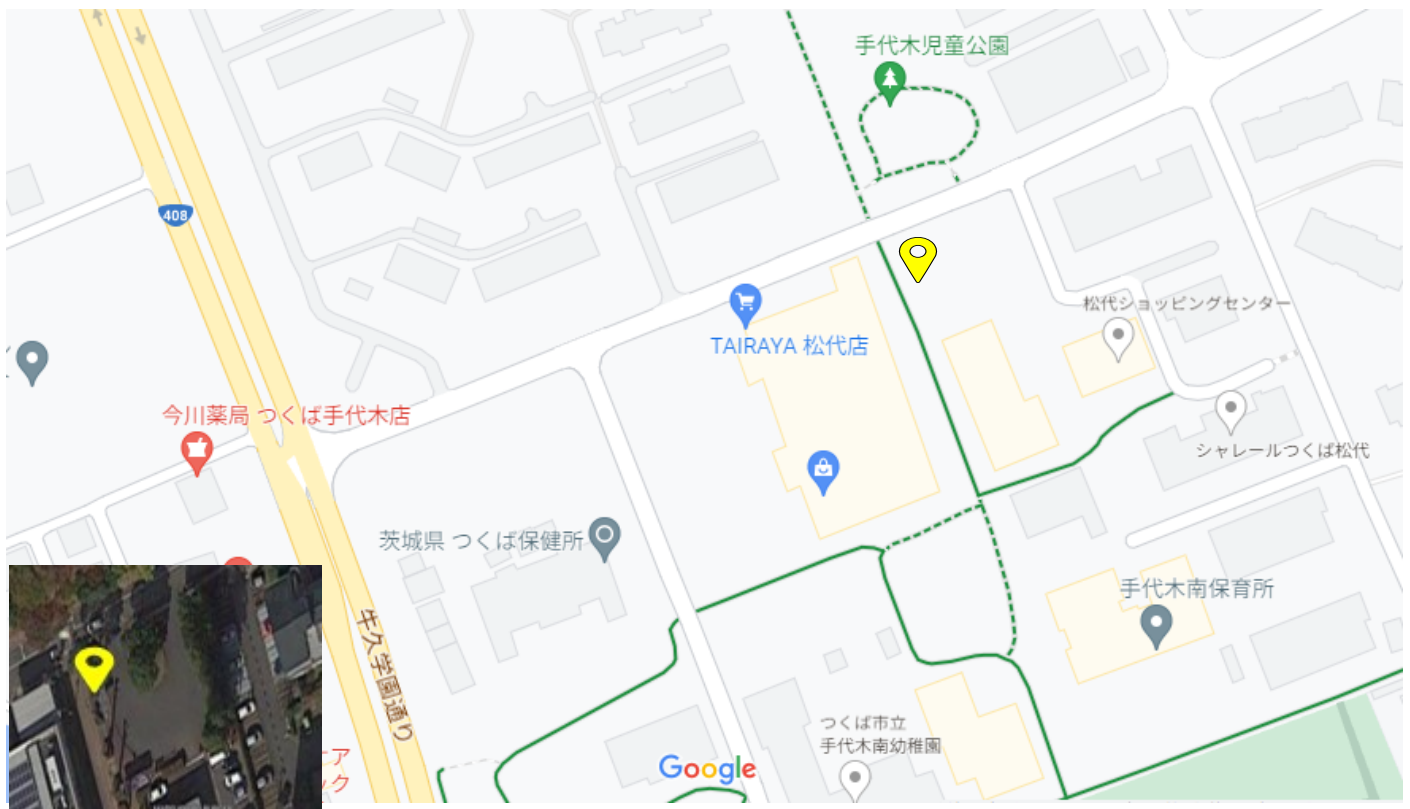 手代木児童公園
408
松代ショッピングセンター
TAIRAYA 松代店
今川薬局 つくば手代木店
シャレールつくば松代
茨城県 つくば保健所
手代木南保育所
牛久学園通り
つくば市立
手代木南幼稚園
ア
ック
Google